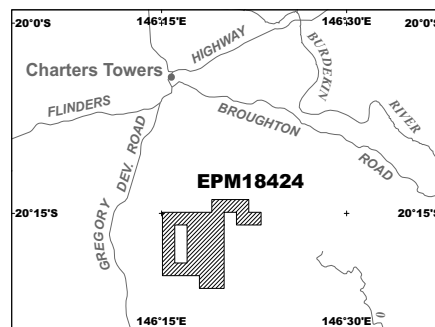 20°0'S 146°15'E 146°30'E 20°0'S
HIGHWAY
BURDEKIN
Charters Towers
FLINDERS
BROUGHTON
RIVER
GREGORY DEV. ROAD
ROAD
EPM18424
20°15'S 20°15'S
146°15'E 146°30'E